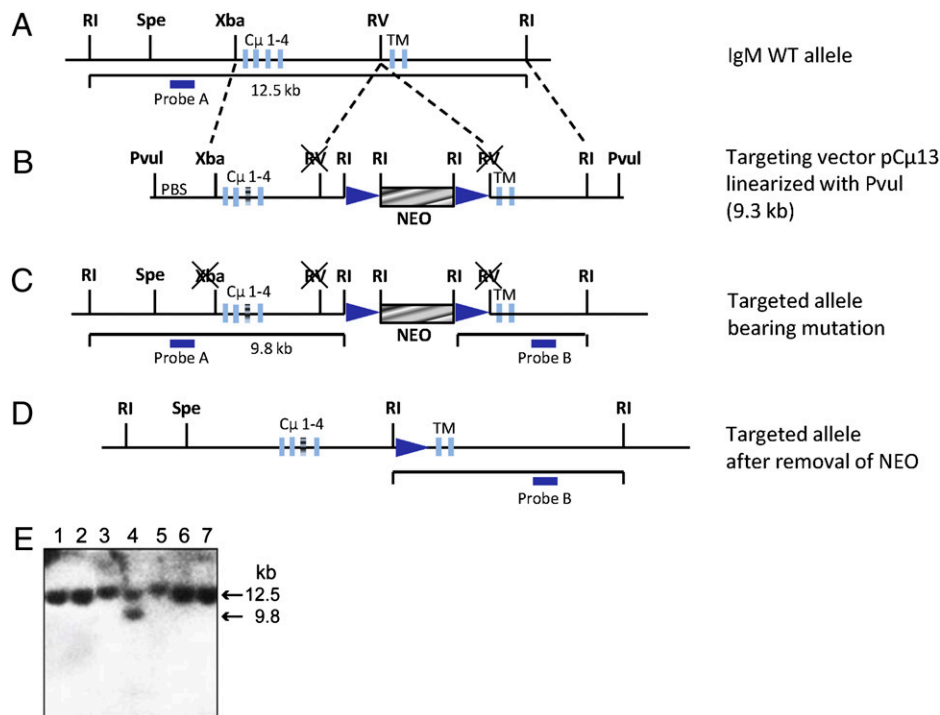 A
RI Spe Xba RV RI
Cµ 1-4 TM
IgM WT allele
Probe A 12.5 kb
B
PvuI Xba RV RI RI RV RI PvuI
PBS Cµ 1-4 TM
NEO
Targeting vector pCµ13
linearized with PvuI
(9.3 kb)
C
RI Spe Xba RV RI RI RI RV RI
Cµ 1-4 TM
NEO
Targeted allele
bearing mutation
Probe A 9.8 kb Probe B
D
RI Spe RI RI
Cµ 1-4 TM
Targeted allele
after removal of NEO
Probe B
E
1 2 3 4 5 6 7
kb
12.5
9.8